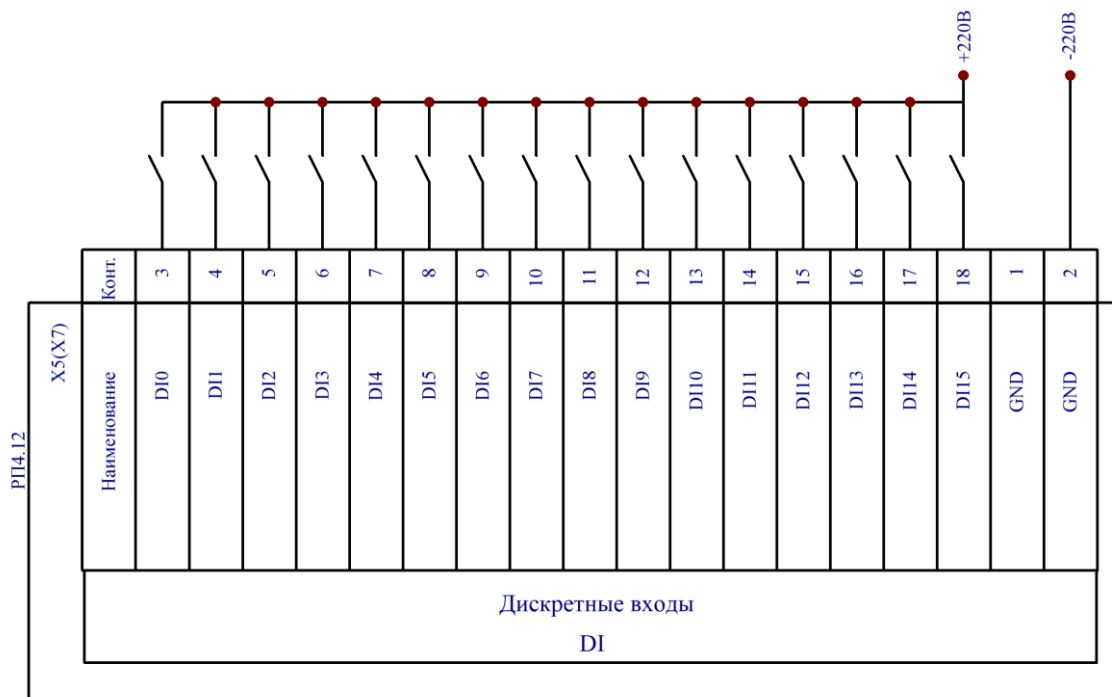 +220В
-220В
Конт.
3
4
5
6
7
8
9
10
11
12
13
14
15
16
17
18
1
2
X5(X7)
Наименование
DI0
DI1
DI2
DI3
DI4
DI5
DI6
DI7
DI8
DI9
DI10
DI11
DI12
DI13
DI14
DI15
GND
GND
РП4.12
Дискретные входы
DI